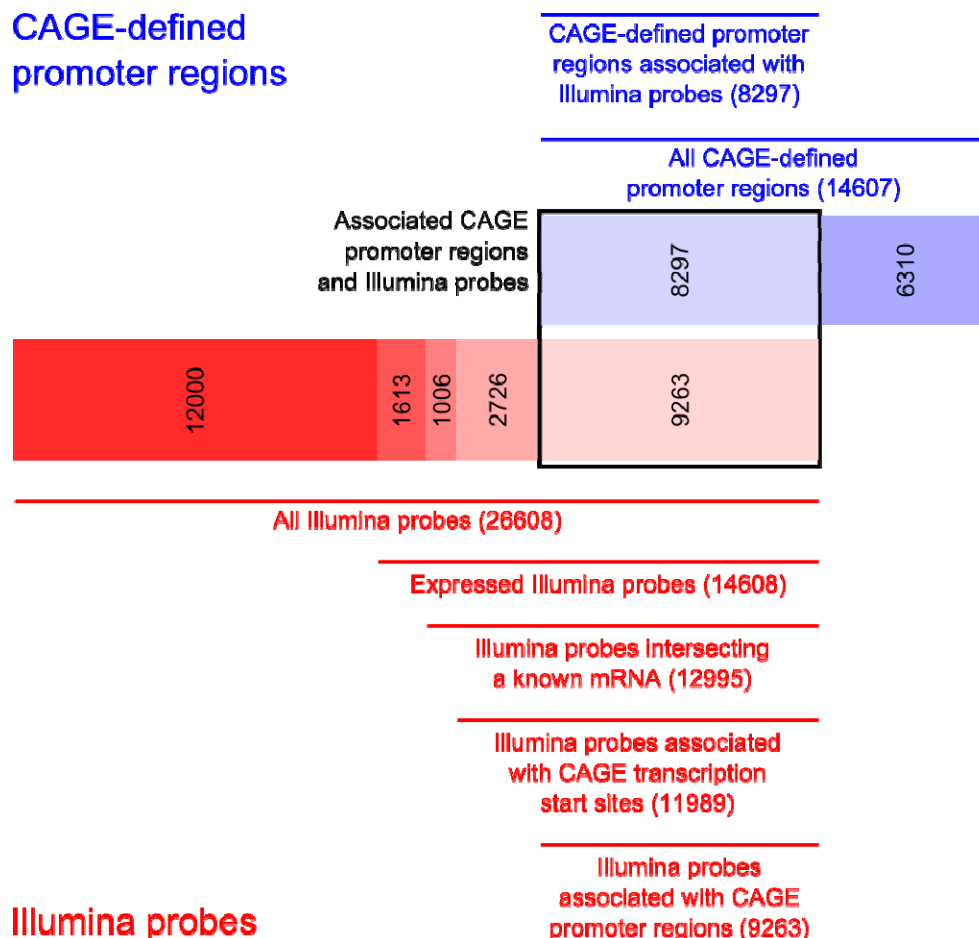 CAGE-defined
promoter regions
CAGE-defined promoter
regions associated with
Illumina probes (8297)
All CAGE-defined
promoter regions (14607)
Associated CAGE
promoter regions
and Illumina probes
8297
6310
12000
1613
1006
2726
9263
All Illumina probes (26608)
Expressed Illumina probes (14608)
Illumina probes intersecting
a known mRNA (12995)
Illumina probes associated
with CAGE transcription
start sites (11989)
Illumina probes
associated with CAGE
promoter regions (9263)
Illumina probes